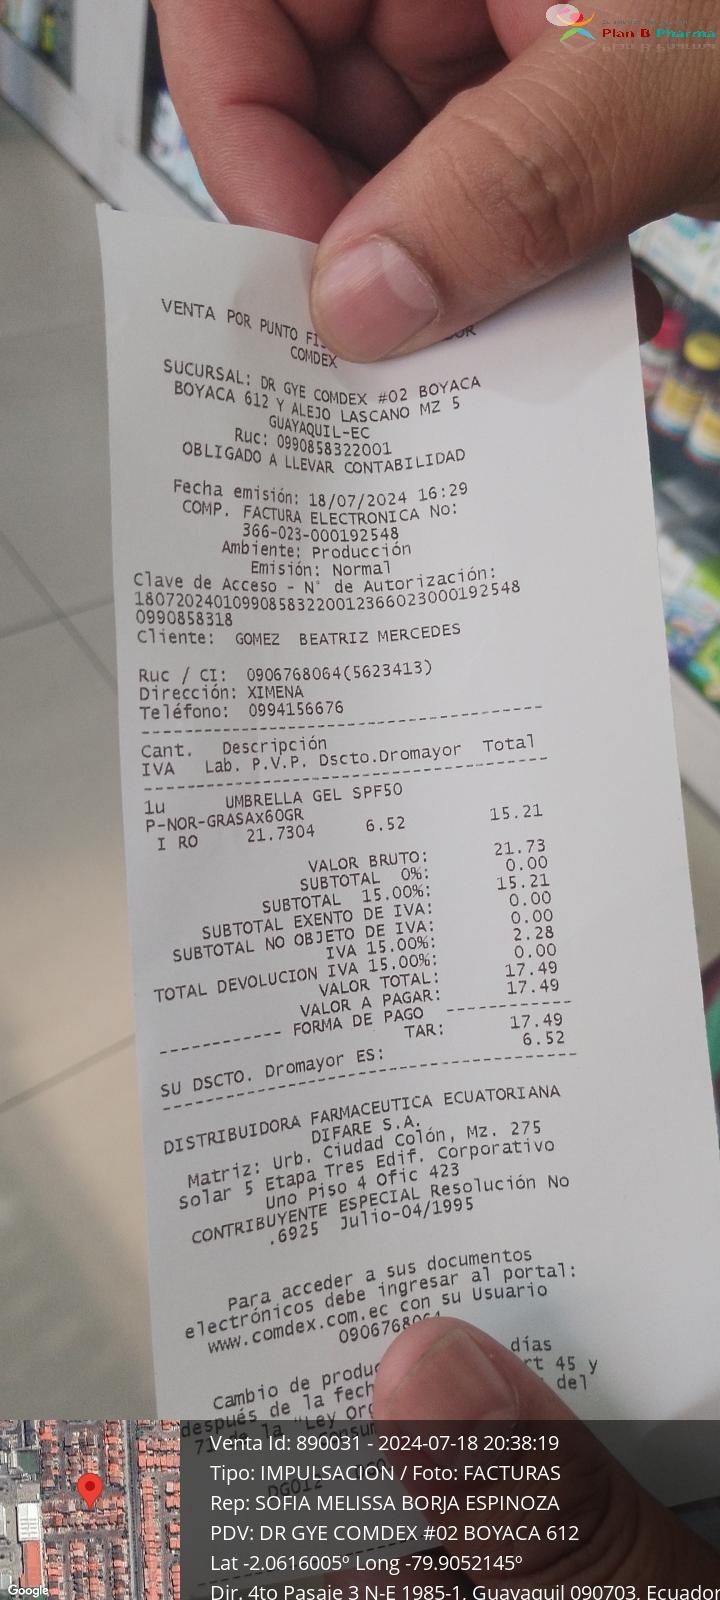 Plan B Pharma
VENTA POR PUNTO
COMDEX
SUCURSAL: DR GYE COMDEX #02 BOYACA
BOYACA 612 Y ALEJO LASCANO MZ 5
GUAYAQUIL-EC
Ruc: 0990858322001
OBLIGADO A LLEVAR CONTABILIDAD
Fecha emisión: 18/07/2024 16:29
COMP. FACTURA ELECTRONICA No:
366-023-000192548
Ambiente: Producción
Emisión: Normal
Clave de Acceso - N° de Autorización:
180720240109908583220012366023000192548
0990858318
Cliente: GOMEZ BEATRIZ MERCEDES
Ruc / CI: 0906768064(5623413)
Dirección: XIMENA
Teléfono: 0994156676
Cant. Descripción
IVA Lab. P.V.P. Dscto.Dromayor Total
1u UMBRELLA GEL SPF50
P-NOR-GRASAX60GR
I RO 21.7304 6.52 15.21
VALOR BRUTO: 21.73
SUBTOTAL 0%: 0.00
SUBTOTAL 15.00%: 15.21
SUBTOTAL EXENTO DE IVA: 0.00
SUBTOTAL NO OBJETO DE IVA: 0.00
IVA 15.00%: 2.28
TOTAL DEVOLUCION IVA 15.00%: 0.00
VALOR TOTAL: 17.49
VALOR A PAGAR: 17.49
------------ FORMA DE PAGO ------------
TAR: 17.49
SU DSCTO. Dromayor ES: 6.52
DISTRIBUIDORA FARMACEUTICA ECUATORIANA
DIFARE S.A.
Matriz: Urb. Ciudad Colón, Mz. 275
Solar 5 Etapa Tres Edif. Corporativo
Uno Piso 4 Ofic 423
CONTRIBUYENTE ESPECIAL Resolución No
.6925 Julio-04/1995
Para acceder a sus documentos
electrónicos debe ingresar al portal:
www.comdex.com.ec con su Usuario
Cambio de días
después de la 45 y
de la "Ley del
Venta Id: 890031 - 2024-07-18 20:38:19
Tipo: IMPULSACION / Foto: FACTURAS
Rep: SOFIA MELISSA BORJA ESPINOZA
PDV: DR GYE COMDEX #02 BOYACA 612
Lat -2.0616005º Long -79.9052145º
Dir. 4to Pasaje 3 N-E 1985-1, Guayaquil 090703, Ecuador
Google